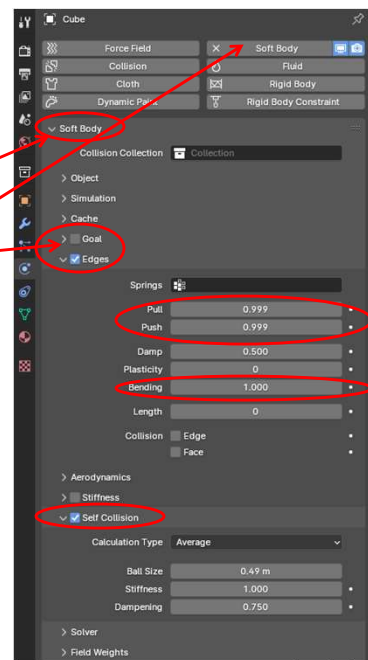 Cube
Force Field
Soft Body
Collision
Fluid
Cloth
Rigid Body
Dynamic Paint
Rigid Body Constraint
Soft Body
Collision Collection Collection
Object
Simulation
Cache
Goal
Edges
Springs
Pull 0.999
Push 0.999
Damp 0.500
Plasticity 0
Bending 1.000
Length 0
Collision Edge
Face
Aerodynamics
Stiffness
Self Collision
Calculation Type Average
Ball Size 0.49 m
Stiffness 1.000
Dampening 0.750
Solver
Field Weights